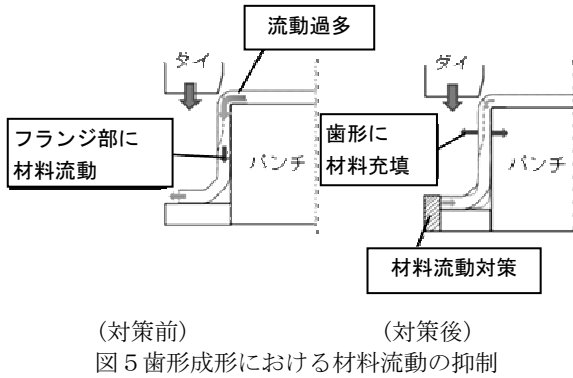 流動過多
ダイ
フランジ部に
材料流動
パンチ
ダイ
歯形に
材料充填
パンチ
材料流動対策
(対策前)
(対策後)
図5歯形成形における材料流動の抑制